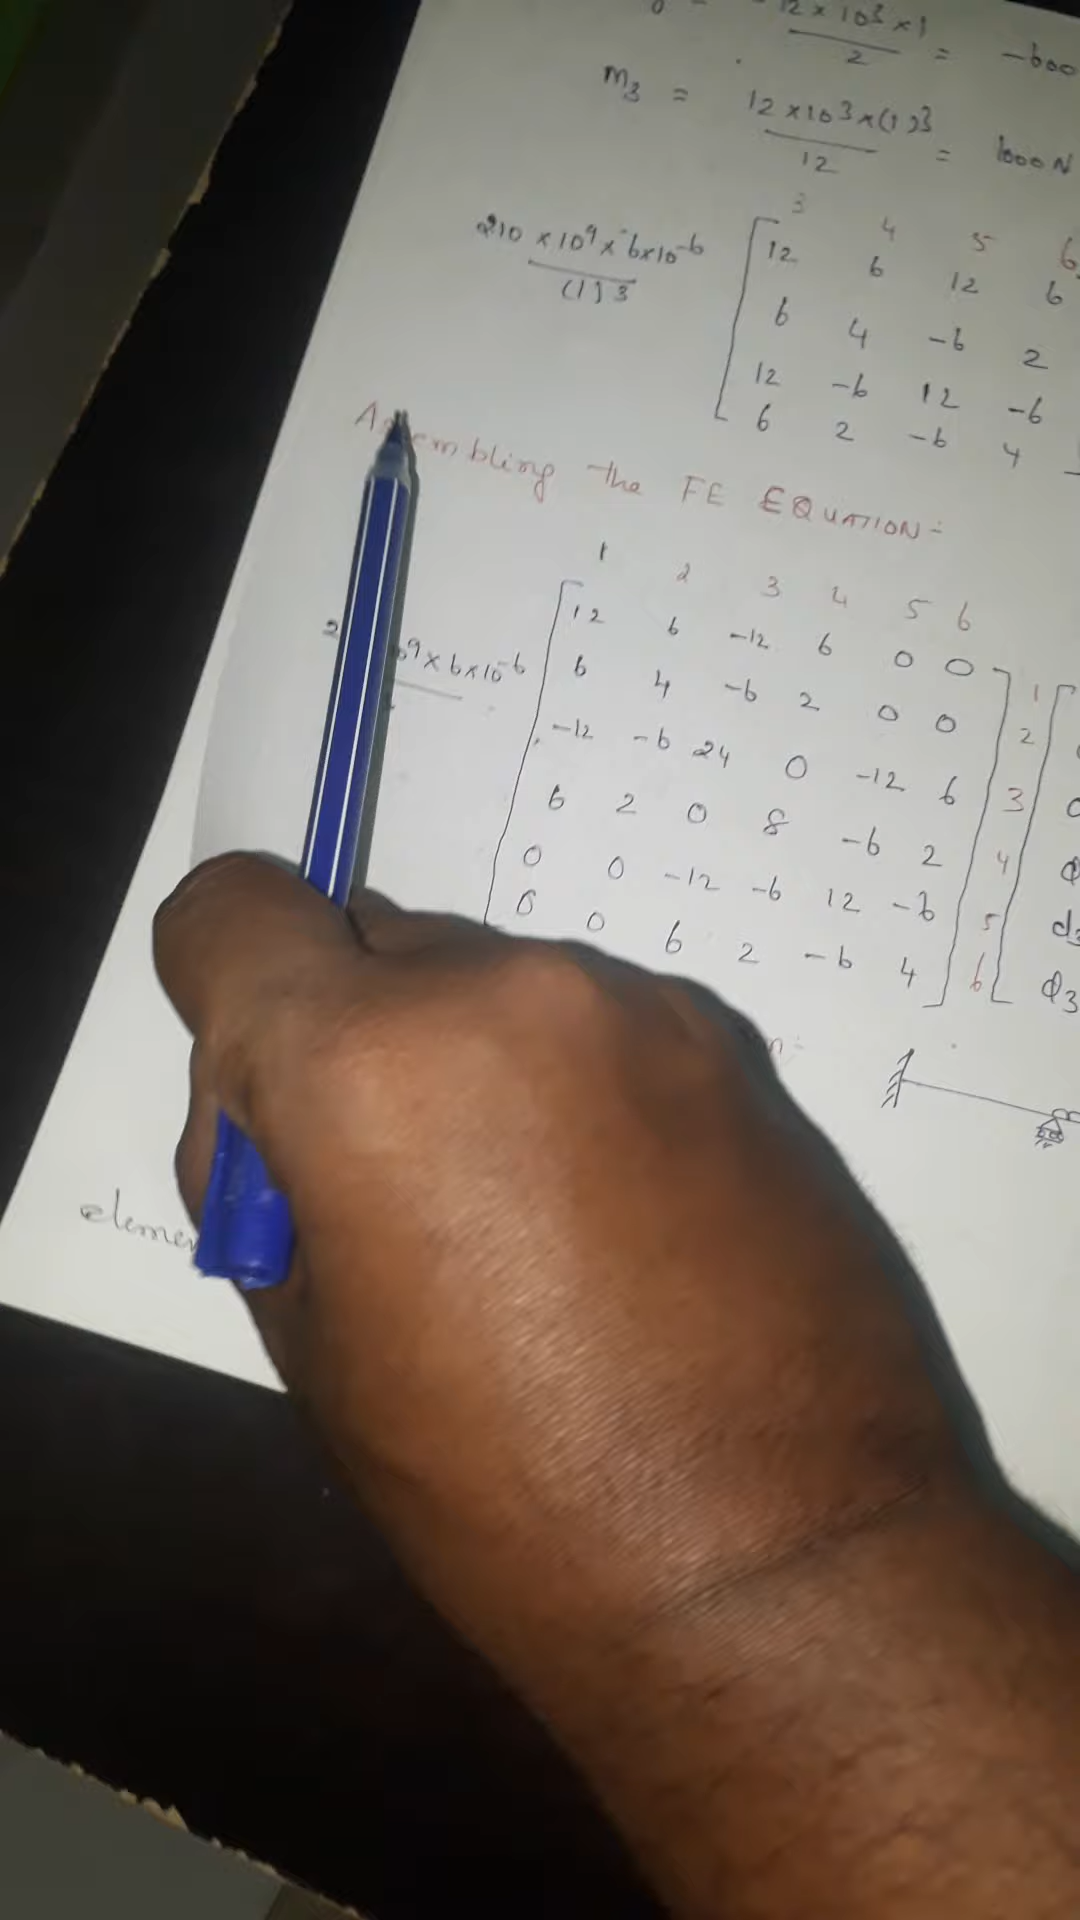 12 × 10³ × 1 / 2 = -600
m₃ = 12 × 10³ × (1)³ / 12 = 1000 N
3 4 5 6
210 × 10⁹ × 6 × 10⁻⁶ / (1)³
12 6 12 6
6 4 -6 2
12 -6 12 -6
6 2 -6 4
Assembling the FE EQUATION:-
1 2 3 4 5 6
12 6 -12 6 0 0 1
⁹ × 6 × 10⁻⁶
6 4 -6 2 0 0 2
-12 -6 24 0 -12 6 3
6 2 0 8 -6 2 4
0 0 -12 -6 12 -6 5 d₃
0 0 6 2 -6 4 6 ϕ₃